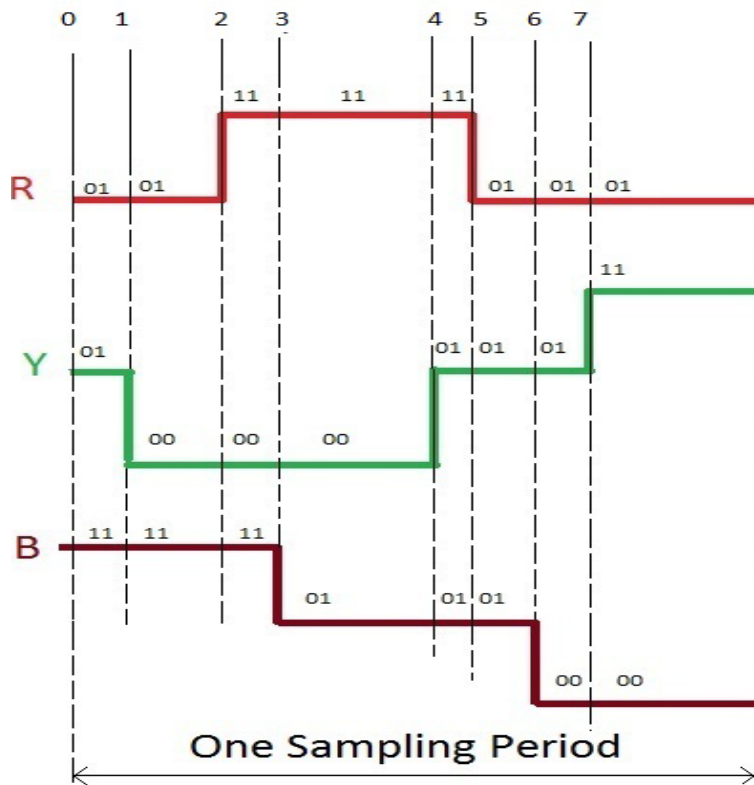 0 1 2 3 4 5 6 7
11 11 11
R 01 01 01 01 01
11
Y 01 01 01 01
00 00 00
B 11 11 11
01 01 01
00 00
One Sampling Period